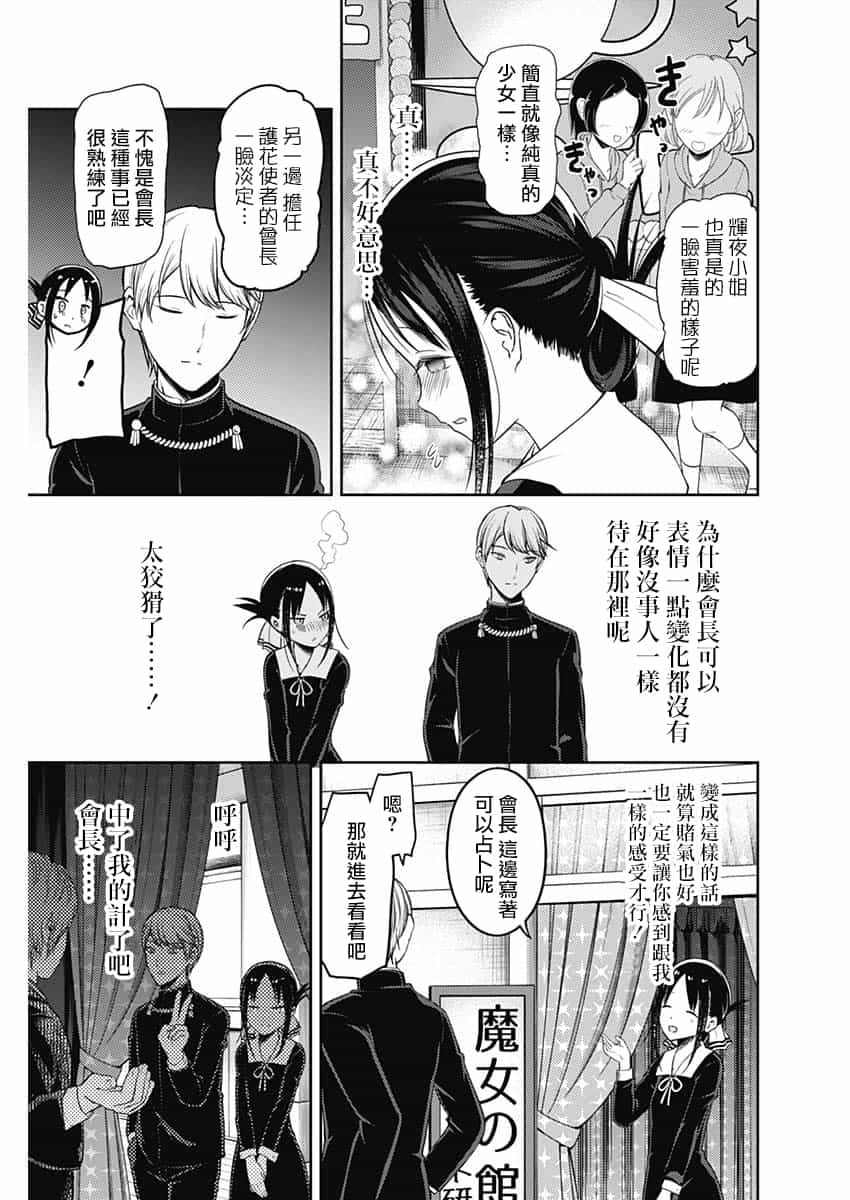 輝夜小姐
也真是的
一臉害羞的樣子呢
簡直就像純真的
少女一樣…
きゃっ
きゃっ
真……
真不好意思…
另一邊 擔任
護花使者的會長
一臉淡定…
不愧是會長
這種事已經
很熟練了吧
!
為什麼會長可以
表情一點變化都沒有
好像沒事人一樣
待在那裡呢
太狡猾了……!
變成這樣的話
就算賭氣也好
也一定要讓你感到跟我
一樣的感受才行!
會長 這邊寫著
可以占卜呢
嗯?
那就進去看看吧
魔女の館
ト研
呼呼
中了我的計了吧
會長……